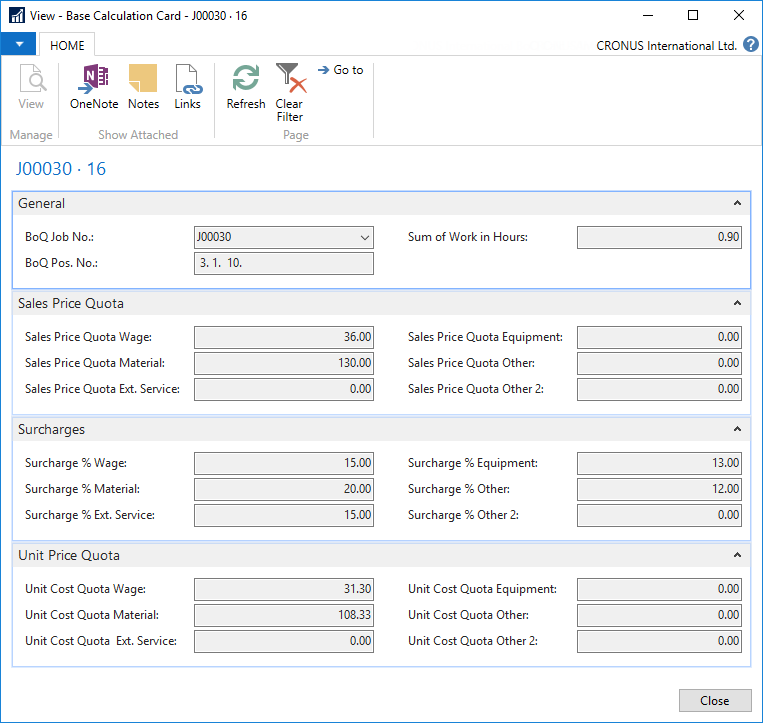 View - Base Calculation Card - J00030 · 16
HOME
CRONUS International Ltd.
?
View
OneNote
Notes
Links
Refresh
Clear
Filter
Go to
Manage
Show Attached
Page
J00030 · 16
General
BoQ Job No.: J00030
Sum of Work in Hours: 0.90
BoQ Pos. No.: 3. 1. 10.
Sales Price Quota
Sales Price Quota Wage: 36.00
Sales Price Quota Equipment: 0.00
Sales Price Quota Material: 130.00
Sales Price Quota Other: 0.00
Sales Price Quota Ext. Service: 0.00
Sales Price Quota Other 2: 0.00
Surcharges
Surcharge % Wage: 15.00
Surcharge % Equipment: 13.00
Surcharge % Material: 20.00
Surcharge % Other: 12.00
Surcharge % Ext. Service: 15.00
Surcharge % Other 2: 0.00
Unit Price Quota
Unit Cost Quota Wage: 31.30
Unit Cost Quota Equipment: 0.00
Unit Cost Quota Material: 108.33
Unit Cost Quota Other: 0.00
Unit Cost Quota  Ext. Service: 0.00
Unit Cost Quota Other 2: 0.00
Close